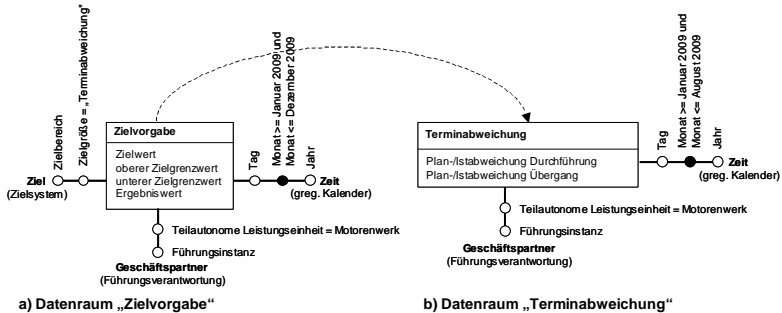 Zielbereich
Zielgröße = „Terminabweichung"
Zielvorgabe
Zielwert
oberer Zielgrenzwert
unterer Zielgrenzwert
Ergebniswert
Ziel
(Zielsystem)
Tag
Monat >= Januar 2009 und
Monat <= Dezember 2009
Jahr
Zeit
(greg. Kalender)
Teilautonome Leistungseinheit = Motorenwerk
Führungsinstanz
Geschäftspartner
(Führungsverantwortung)
a) Datenraum „Zielvorgabe“
Terminabweichung
Plan-/Istabweichung Durchführung
Plan-/Istabweichung Übergang
Tag
Monat >= Januar 2009 und
Monat <= August 2009
Jahr
Zeit
(greg. Kalender)
Teilautonome Leistungseinheit = Motorenwerk
Führungsinstanz
Geschäftspartner
(Führungsverantwortung)
b) Datenraum „Terminabweichung“